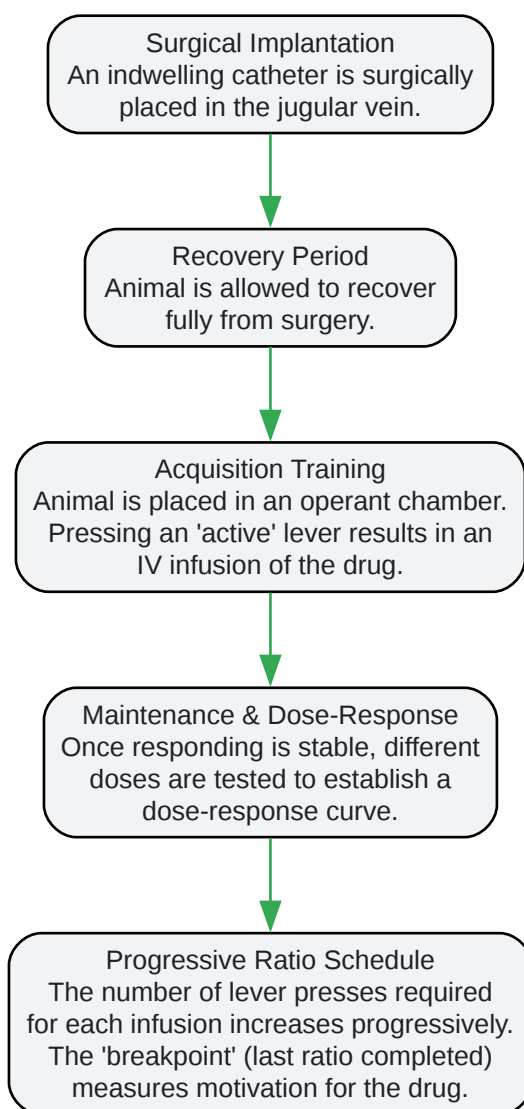 Surgical Implantation
An indwelling catheter is surgically
placed in the jugular vein.
Recovery Period
Animal is allowed to recover
fully from surgery.
Acquisition Training
Animal is placed in an operant chamber.
Pressing an 'active' lever results in an
IV infusion of the drug.
Maintenance & Dose-Response
Once responding is stable, different
doses are tested to establish a
dose-response curve.
Progressive Ratio Schedule
The number of lever presses required
for each infusion increases progressively.
The 'breakpoint' (last ratio completed)
measures motivation for the drug.